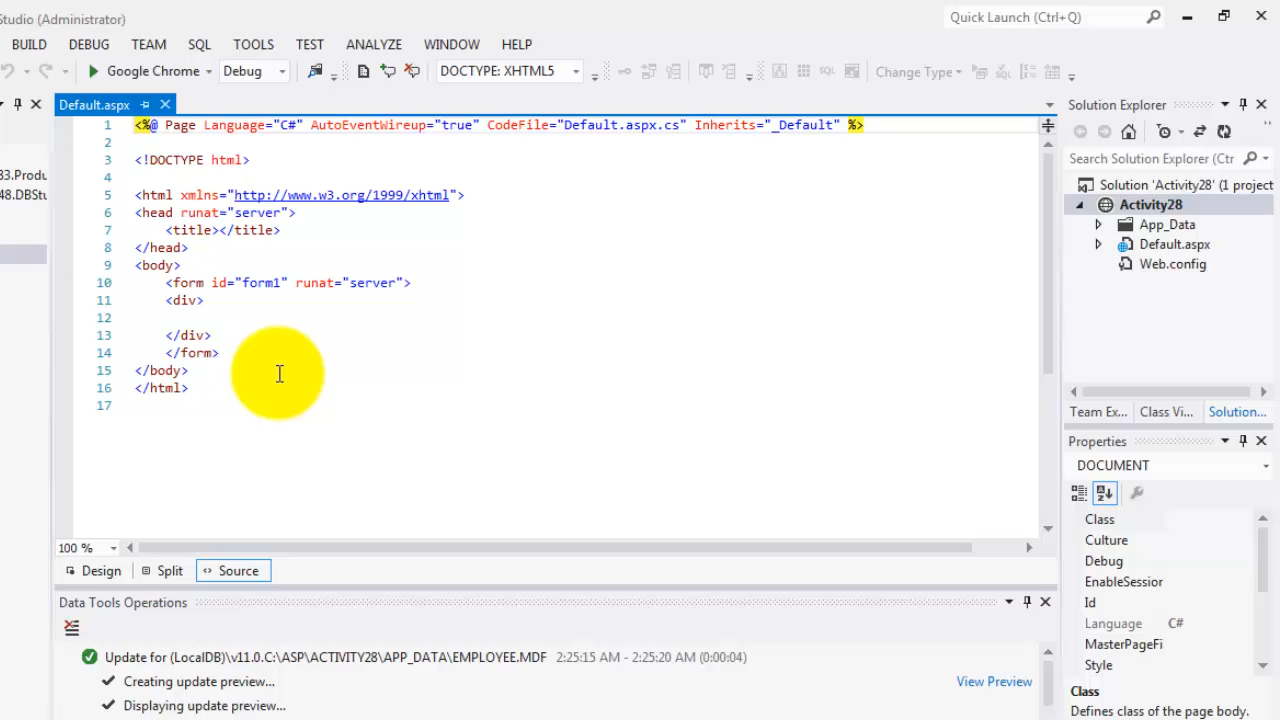 Studio (Administrator)
Quick Launch (Ctrl+Q)
BUILD DEBUG TEAM SQL TOOLS TEST ANALYZE WINDOW HELP
Google Chrome Debug DOCTYPE: XHTML5 SQL Change Type SQL
Default.aspx
1 <%@ Page Language="C#" AutoEventWireup="true" CodeFile="Default.aspx.cs" Inherits="_Default" %>
2
3 <!DOCTYPE html>
4
5 <html xmlns="http://www.w3.org/1999/xhtml">
6 <head runat="server">
7 <title></title>
8 </head>
9 <body>
10 <form id="form1" runat="server">
11 <div>
12
13 </div>
14 </form>
15 </body>
16 </html>
17
33.Produ
48.DBStu
100 %
Design Split Source
Data Tools Operations
Update for (LocalDB)\v11.0.C:\ASP\ACTIVITY28\APP_DATA\EMPLOYEE.MDF 2:25:15 AM - 2:25:20 AM (0:00:04)
Creating update preview...
View Preview
Displaying update preview...
Solution Explorer
Search Solution Explorer (Ctr
Solution 'Activity28' (1 project
Activity28
App_Data
Default.aspx
Web.config
Team Ex... Class Vi... Solution...
Properties
DOCUMENT
Class
Culture
Debug
EnableSession
Id
Language C#
MasterPageFi
Style
Class
Defines class of the page body.